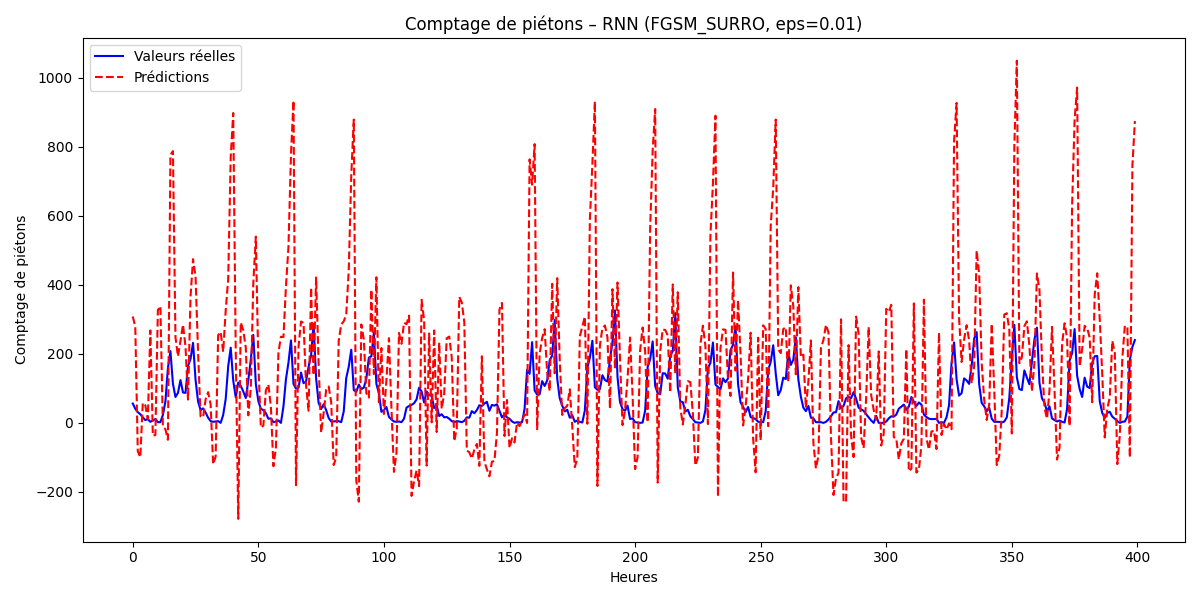 Comptage de piétons – RNN (FGSM_SURRO, eps=0.01)
Valeurs réelles
Prédictions
1000
800
600
400
200
0
−200
Comptage de piétons
0 50 100 150 200 250 300 350 400
Heures